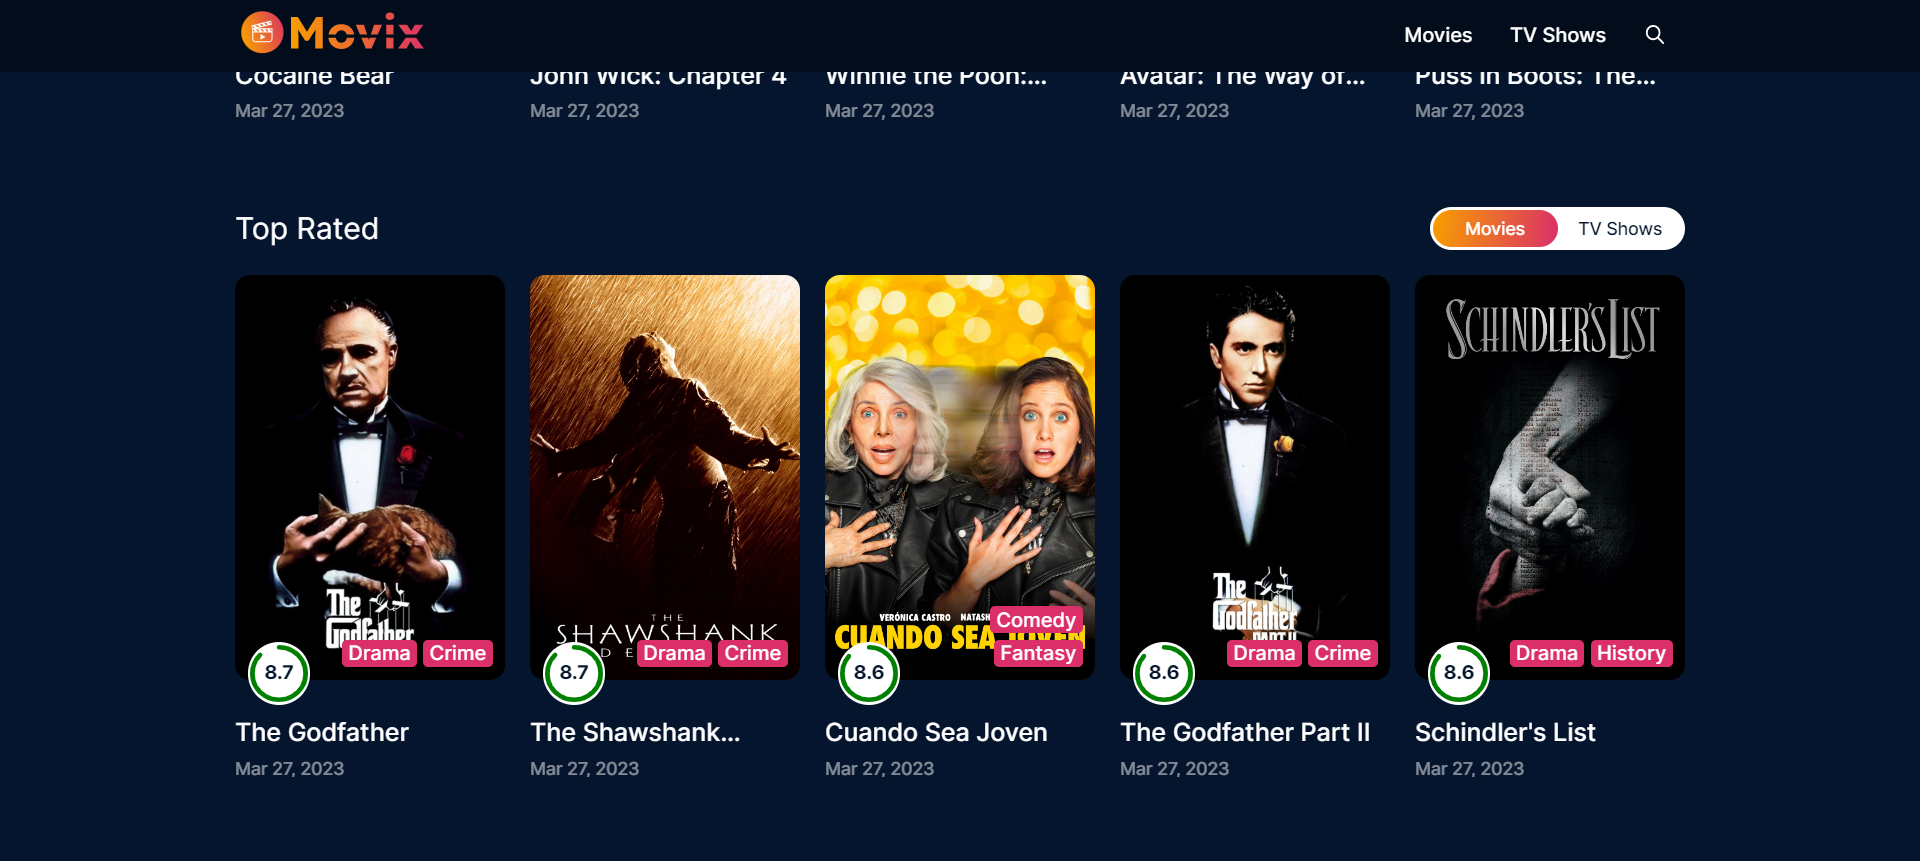 Movix
Movies
TV Shows
Cocaine Bear
John Wick: Chapter 4
Winnie the Pooh:...
Avatar: The Way of...
Puss in Boots: The...
Mar 27, 2023
Mar 27, 2023
Mar 27, 2023
Mar 27, 2023
Mar 27, 2023
Top Rated
Movies
TV Shows
The
Godfather
Drama
Crime
8.7
THE
SHAWSHANK
Drama
Crime
8.7
VERÓNICA CASTRO NATASH
CUANDO SEA JOVEN
Comedy
Fantasy
8.6
The
Godfather
PART II
Drama
Crime
8.6
SCHINDLER'S LIST
Drama
History
8.6
The Godfather
The Shawshank...
Cuando Sea Joven
The Godfather Part II
Schindler's List
Mar 27, 2023
Mar 27, 2023
Mar 27, 2023
Mar 27, 2023
Mar 27, 2023